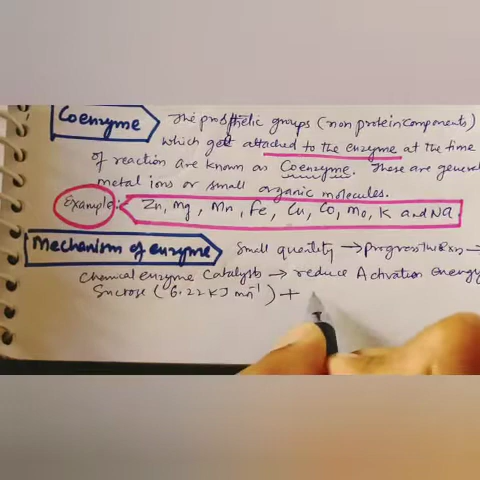 Coenzyme The prosthetic groups (non protein components)
which get attached to the enzyme at the time
of reaction are known as Coenzyme. These are general
metal ions or small organic molecules.
Example: Zn, Mg, Mn, Fe, Cu, Co, Mo, K and Na
Mechanism of enzyme Small quantity → progress the Rxn →
Chemical enzyme Catalysts → reduce Activation energy
Sucrose (6.22 KJ mn⁻¹) +